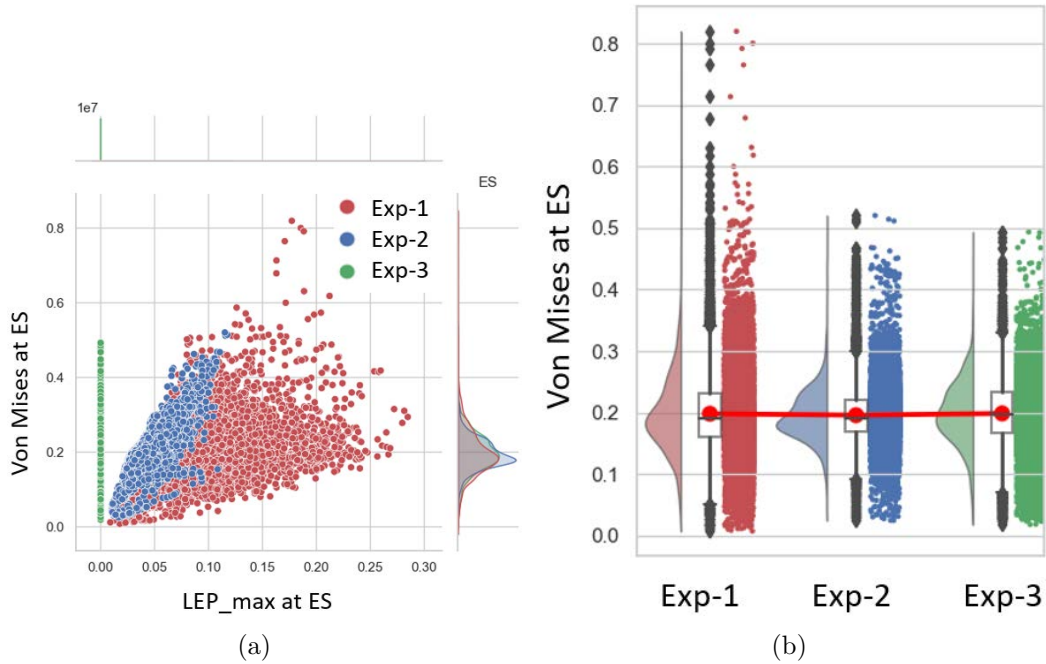 1e7
ES
Exp-1
Exp-2
Exp-3
0.8
0.6
0.4
0.2
0.0
Von Mises at ES
0.00 0.05 0.10 0.15 0.20 0.25 0.30
LEP_max at ES
(a)
0.8
0.7
0.6
0.5
0.4
0.3
0.2
0.1
0.0
Von Mises at ES
Exp-1 Exp-2 Exp-3
(b)